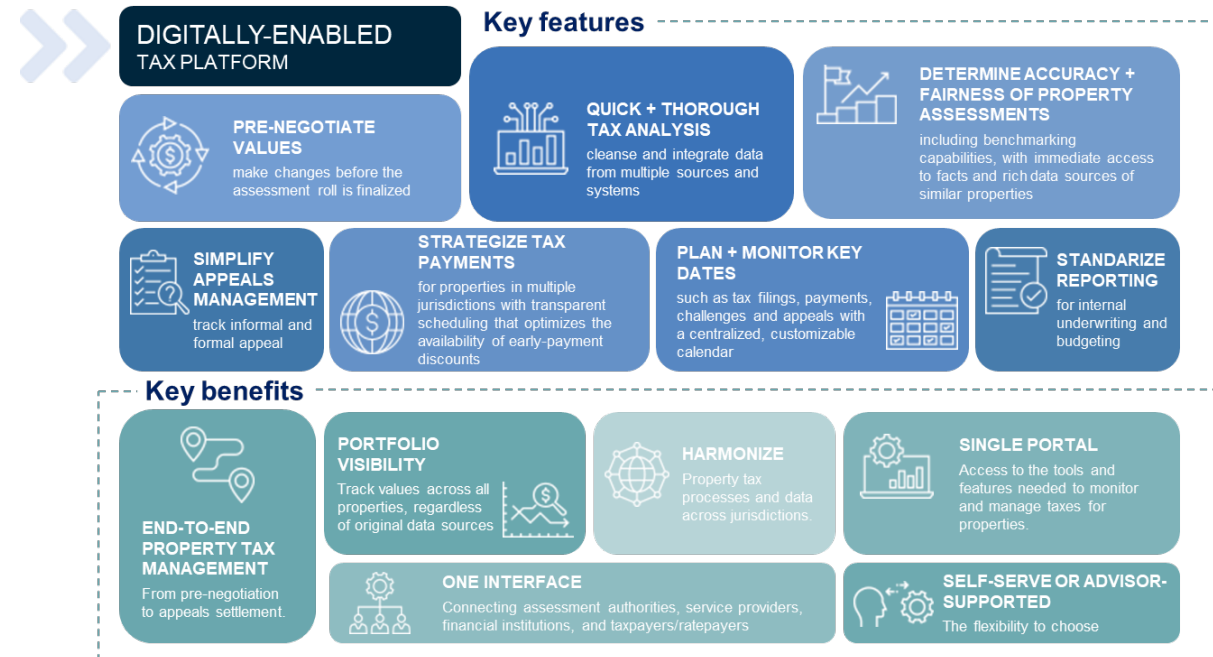 DIGITALLY-ENABLED
TAX PLATFORM
Key features
PRE-NEGOTIATE
VALUES
make changes before the
assessment roll is finalized
QUICK + THOROUGH
TAX ANALYSIS
cleanse and integrate data
from multiple sources and
systems
DETERMINE ACCURACY +
FAIRNESS OF PROPERTY
ASSESSMENTS
including benchmarking
capabilities, with immediate access
to facts and rich data sources of
similar properties
SIMPLIFY
APPEALS
MANAGEMENT
track informal and
formal appeal
STRATEGIZE TAX
PAYMENTS
for properties in multiple
jurisdictions with transparent
scheduling that optimizes the
availability of early-payment
discounts
PLAN + MONITOR KEY
DATES
such as tax filings, payments,
challenges and appeals with
a centralized, customizable
calendar
STANDARIZE
REPORTING
for internal
underwriting and
budgeting
Key benefits
END-TO-END
PROPERTY TAX
MANAGEMENT
From pre-negotiation
to appeals settlement.
PORTFOLIO
VISIBILITY
Track values across all
properties, regardless
of original data sources
HARMONIZE
Property tax
processes and data
across jurisdictions.
SINGLE PORTAL
Access to the tools and
features needed to monitor
and manage taxes for
properties.
ONE INTERFACE
Connecting assessment authorities, service providers,
financial institutions, and taxpayers/ratepayers
SELF-SERVE OR ADVISOR-
SUPPORTED
The flexibility to choose